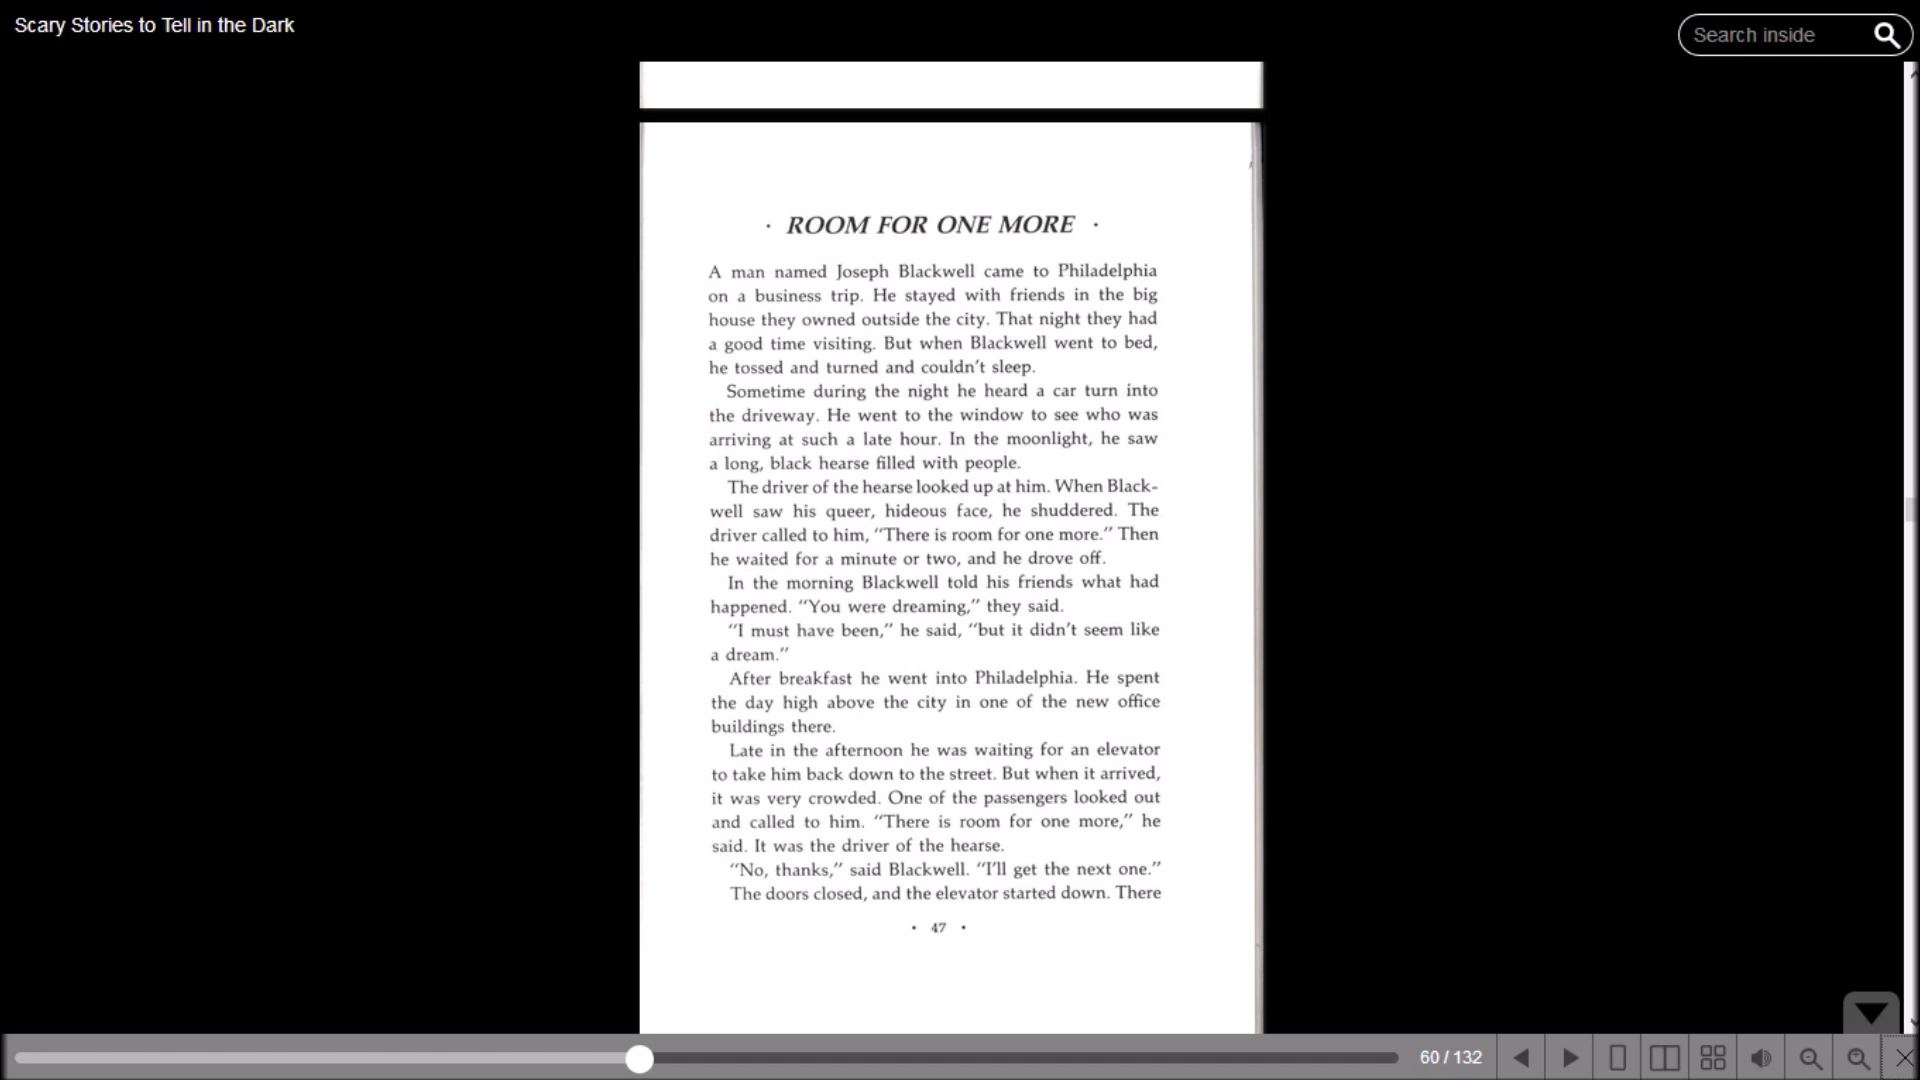 Scary Stories to Tell in the Dark
Search inside
· ROOM FOR ONE MORE ·
A man named Joseph Blackwell came to Philadelphia
on a business trip. He stayed with friends in the big
house they owned outside the city. That night they had
a good time visiting. But when Blackwell went to bed,
he tossed and turned and couldn't sleep.
Sometime during the night he heard a car turn into
the driveway. He went to the window to see who was
arriving at such a late hour. In the moonlight, he saw
a long, black hearse filled with people.
The driver of the hearse looked up at him. When Black-
well saw his queer, hideous face, he shuddered. The
driver called to him, "There is room for one more." Then
he waited for a minute or two, and he drove off.
In the morning Blackwell told his friends what had
happened. "You were dreaming," they said.
"I must have been," he said, "but it didn't seem like
a dream."
After breakfast he went into Philadelphia. He spent
the day high above the city in one of the new office
buildings there.
Late in the afternoon he was waiting for an elevator
to take him back down to the street. But when it arrived,
it was very crowded. One of the passengers looked out
and called to him. "There is room for one more," he
said. It was the driver of the hearse.
"No, thanks," said Blackwell. "I'll get the next one."
The doors closed, and the elevator started down. There
· 47 ·
60 / 132